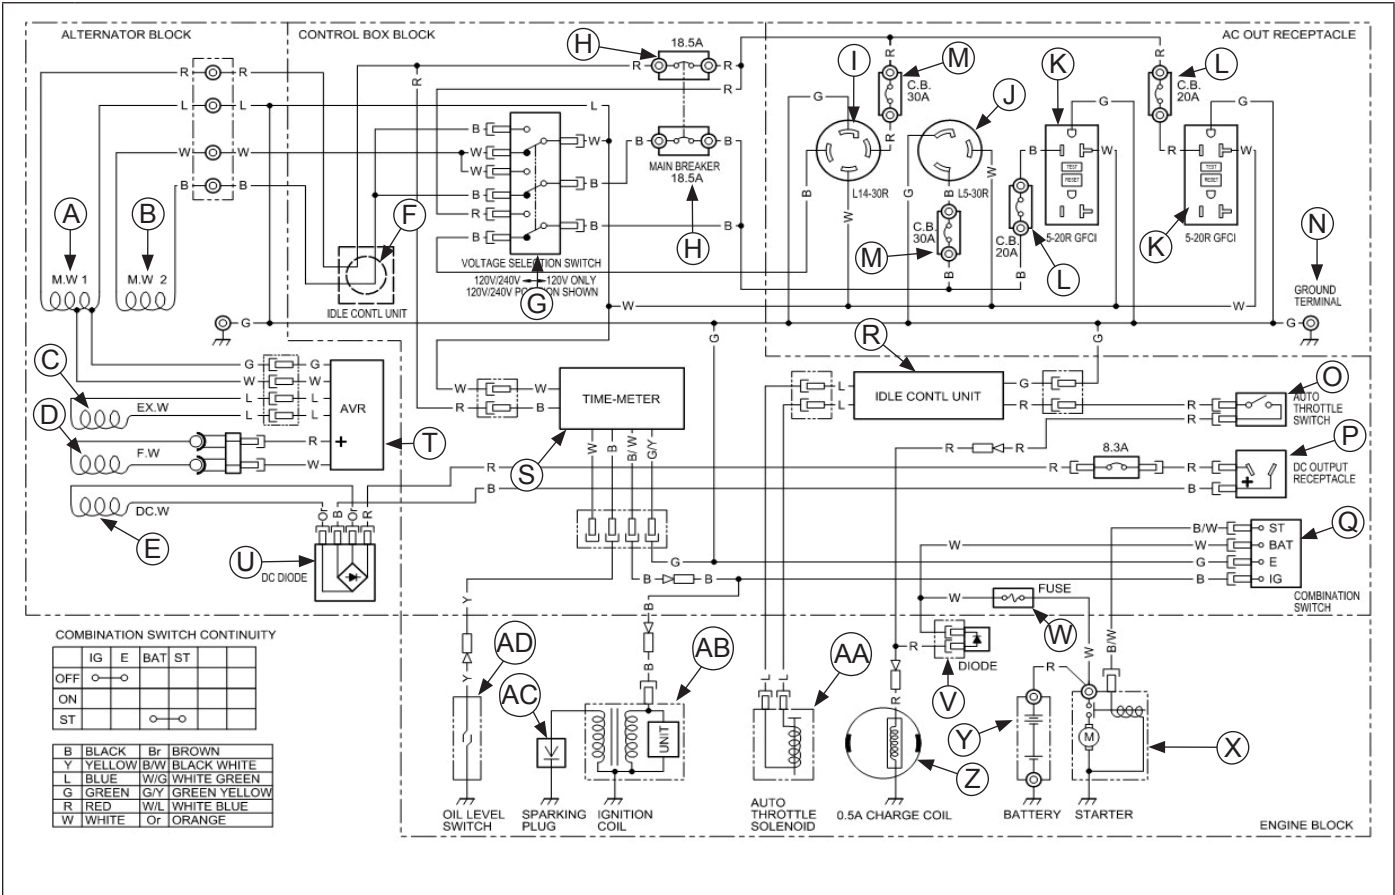 ALTERNATOR BLOCK
CONTROL BOX BLOCK
AC OUT RECEPTACLE
H
18.5A
R R R R R R
I
M
K
L
J
C.B.
30A
C.B.
20A
L L L
G G G
W W W W
B B B B
MAIN BREAKER
18.5A
L14-30R
L5-30R
TEST
RESET
TEST
RESET
A
B
F
H
M
C.B.
30A
C.B.
20A
L
5-20R GFCI
K
5-20R GFCI
N
M.W 1
M.W 2
VOLTAGE SELECTION SWITCH
120V/240V 120V ONLY
G
IDLE CONTL UNIT
GROUND
TERMINAL
G
W W
G
R
C
G G
W W
L L
L L
AVR
EX.W
D
F.W
R +
W
T
W W
R B
TIME-METER
S
W B B/W G/Y
L L
L L
IDLE CONTL UNIT
G
R
R
R
O
AUTO
THROTTLE
SWITCH
R R
8.3A
P
DC OUTPUT
RECEPTACLE
+
R R R
B B
DC.W
E
Or B Or R
U
DC DIODE
B/W ST
W W BAT
G G E
B B B IG
Q
COMBINATION
SWITCH
W
FUSE
W
COMBINATION SWITCH CONTINUITY
IG E BAT ST
OFF
ON
ST
B BLACK Br BROWN
Y YELLOW B/W BLACK WHITE
L BLUE W/G WHITE GREEN
G GREEN G/Y GREEN YELLOW
R RED W/L WHITE BLUE
W WHITE Or ORANGE
Y
Y
AD
AC
B
B
AB
UNIT
L L
AA
R
R
DIODE
V
Z
R
W
B/W
Y
M
X
OIL LEVEL
SWITCH
SPARKING
PLUG
IGNITION
COIL
AUTO
THROTTLE
SOLENOID
0.5A CHARGE COIL
BATTERY
STARTER
ENGINE BLOCK